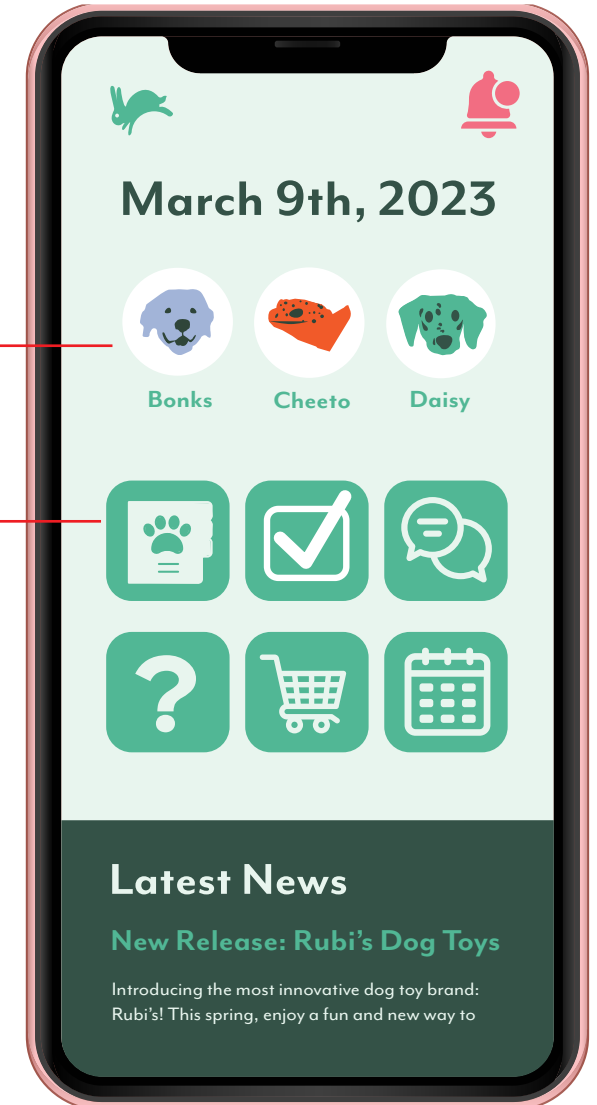 March 9th, 2023
Bonks Cheeto Daisy
?
Latest News
New Release: Rubi's Dog Toys
Introducing the most innovative dog toy brand:
Rubi's! This spring, enjoy a fun and new way to